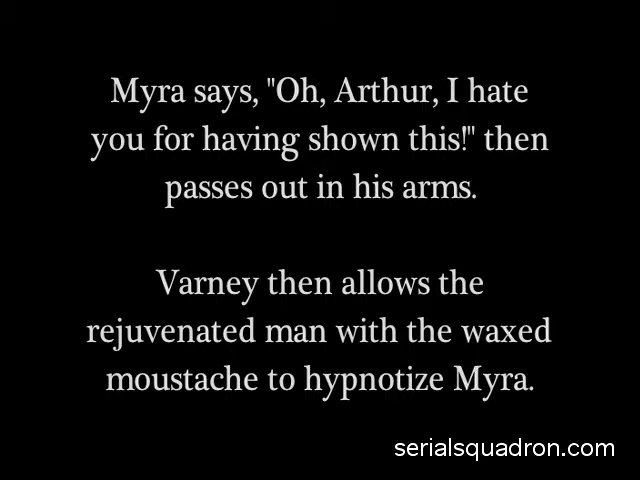 Myra says, "Oh, Arthur, I hate
you for having shown this!" then
passes out in his arms.
Varney then allows the
rejuvenated man with the waxed
moustache to hypnotize Myra.
serialsquadron.com